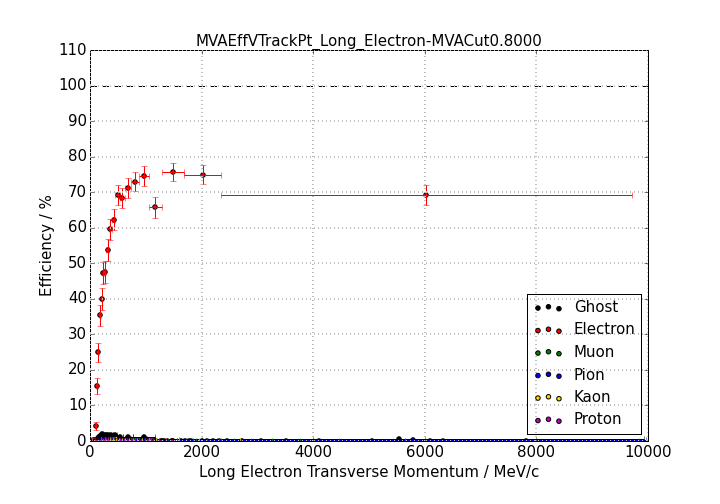 MVAEffVTrackPt_Long_Electron-MVACut0.8000
110
100
90
80
70
60
50
40
30
20
10
0
Efficiency / %
Ghost
Electron
Muon
Pion
Kaon
Proton
0 2000 4000 6000 8000 10000
Long Electron Transverse Momentum / MeV/c